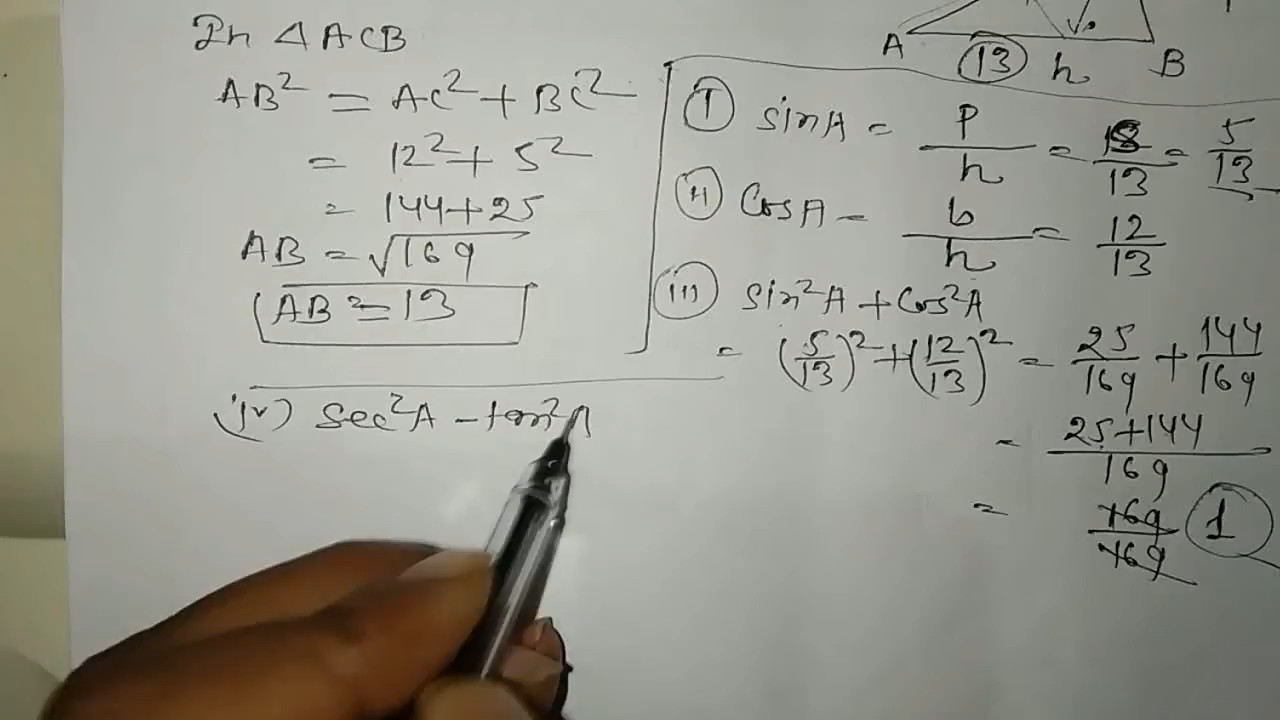 In △ ACB
AB² = AC² + BC²
= 12² + 5²
= 144+25
AB = √169
AB = 13
A 13 h B
(I) sinA = P/h = 5/13 = 5/13
(II) CosA = b/h = 12/13
(III) sin²A + Cos²A
= (5/13)² + (12/13)² = 25/169 + 144/169
= 25+144/169
= 169/169 1
(iv) Sec²A - tan²A